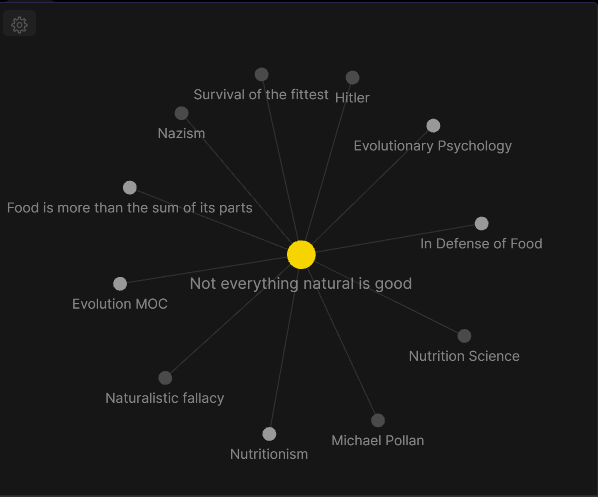 Survival of the fittest
Hitler
Nazism
Evolutionary Psychology
Food is more than the sum of its parts
In Defense of Food
Not everything natural is good
Evolution MOC
Nutrition Science
Naturalistic fallacy
Michael Pollan
Nutritionism